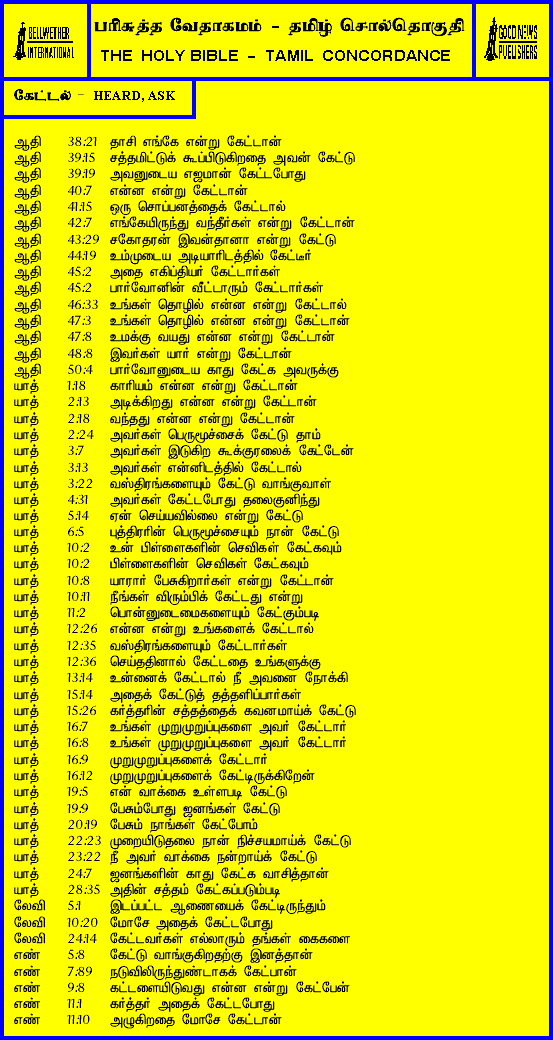 BELLWETHER
INTERNATIONAL
பரிசுத்த வேதாகமம் - தமிழ் சொல்தொகுதி
THE HOLY BIBLE - TAMIL CONCORDANCE
GOOD NEWS
PUBLISHERS
கேட்டல் - HEARD, ASK
ஆதி 38:21 தாசி எங்கே என்று கேட்டான்
ஆதி 39:15 சத்தமிட்டுக் கூப்பிடுகிறதை அவன் கேட்டு
ஆதி 39:19 அவனுடைய எஜமான் கேட்டபோது
ஆதி 40:7 என்ன என்று கேட்டான்
ஆதி 41:15 ஒரு சொப்பனத்தைக் கேட்டால்
ஆதி 42:7 எங்கேயிருந்து வந்தீர்கள் என்று கேட்டான்
ஆதி 43:29 சகோதரன் இவன்தானா என்று கேட்டு
ஆதி 44:19 உம்முடைய அடியாரிடத்தில் கேட்டீர்
ஆதி 45:2 அதை எகிப்தியர் கேட்டார்கள்
ஆதி 45:2 பார்வோனின் வீட்டாரும் கேட்டார்கள்
ஆதி 46:33 உங்கள் தொழில் என்ன என்று கேட்டால்
ஆதி 47:3 உங்கள் தொழில் என்ன என்று கேட்டான்
ஆதி 47:8 உமக்கு வயது என்ன என்று கேட்டான்
ஆதி 48:8 இவர்கள் யார் என்று கேட்டான்
ஆதி 50:4 பார்வோனுடைய காது கேட்க அவருக்கு
யாத் 1:18 காரியம் என்ன என்று கேட்டான்
யாத் 2:13 அடிக்கிறது என்ன என்று கேட்டான்
யாத் 2:18 வந்தது என்ன என்று கேட்டான்
யாத் 2:24 அவர்கள் பெருமூச்சைக் கேட்டு தாம்
யாத் 3:7 அவர்கள் இடுகிற கூக்குரலைக் கேட்டேன்
யாத் 3:13 அவர்கள் என்னிடத்தில் கேட்டால்
யாத் 3:22 வஸ்திரங்களையும் கேட்டு வாங்குவாள்
யாத் 4:31 அவர்கள் கேட்டபோது தலைகுனிந்து
யாத் 5:14 ஏன் செய்யவில்லை என்று கேட்டு
யாத் 6:5 புத்திரரின் பெருமூச்சையும் நான் கேட்டு
யாத் 10:2 உன் பிள்ளைகளின் செவிகள் கேட்கவும்
யாத் 10:2 பிள்ளைகளின் செவிகள் கேட்கவும்
யாத் 10:8 யாரார் பேசுகிறார்கள் என்று கேட்டான்
யாத் 10:11 நீங்கள் விரும்பிக் கேட்டது என்று
யாத் 11:2 பொன்னுடைமைகளையும் கேட்கும்படி
யாத் 12:26 என்ன என்று உங்களைக் கேட்டால்
யாத் 12:35 வஸ்திரங்களையும் கேட்டார்கள்
யாத் 12:36 செய்ததினால் கேட்டதை உங்களுக்கு
யாத் 13:14 உன்னைக் கேட்டால் நீ அவனை நோக்கி
யாத் 15:14 அதைக் கேட்டுத் தத்தளிப்பார்கள்
யாத் 15:26 கர்த்தரின் சத்தத்தைக் கவனமாய்க் கேட்டு
யாத் 16:7 உங்கள் முறுமுறுப்புகளை அவர் கேட்டார்
யாத் 16:8 உங்கள் முறுமுறுப்புகளை அவர் கேட்டார்
யாத் 16:9 முறுமுறுப்புகளைக் கேட்டார்
யாத் 16:12 முறுமுறுப்புகளைக் கேட்டிருக்கிறேன்
யாத் 19:5 என் வாக்கை உள்ளபடி கேட்டு
யாத் 19:9 பேசும்போது ஜனங்கள் கேட்டு
யாத் 20:19 பேசும் நாங்கள் கேட்போம்
யாத் 22:23 முறையிடுதலை நான் நிச்சயமாய்க் கேட்டு
யாத் 23:22 நீ அவர் வாக்கை நன்றாய்க் கேட்டு
யாத் 24:7 ஜனங்களின் காது கேட்க வாசித்தான்
யாத் 28:35 அதின் சத்தம் கேட்கப்படும்படி
லேவி 5:1 இடப்பட்ட ஆணையைக் கேட்டிருந்தும்
லேவி 10:20 மோசே அதைக் கேட்டபோது
லேவி 24:14 கேட்டவர்கள் எல்லாரும் தங்கள் கைகளை
எண் 5:8 கேட்டு வாங்குகிறதற்கு இனத்தான்
எண் 7:89 நடுவிலிருந்துண்டாகக் கேட்பான்
எண் 9:8 கட்டளையிடுவது என்ன என்று கேட்பேன்
எண் 11:1 கர்த்தர் அதைக் கேட்டபோது
எண் 11:10 அழுகிறதை மோசே கேட்டான்